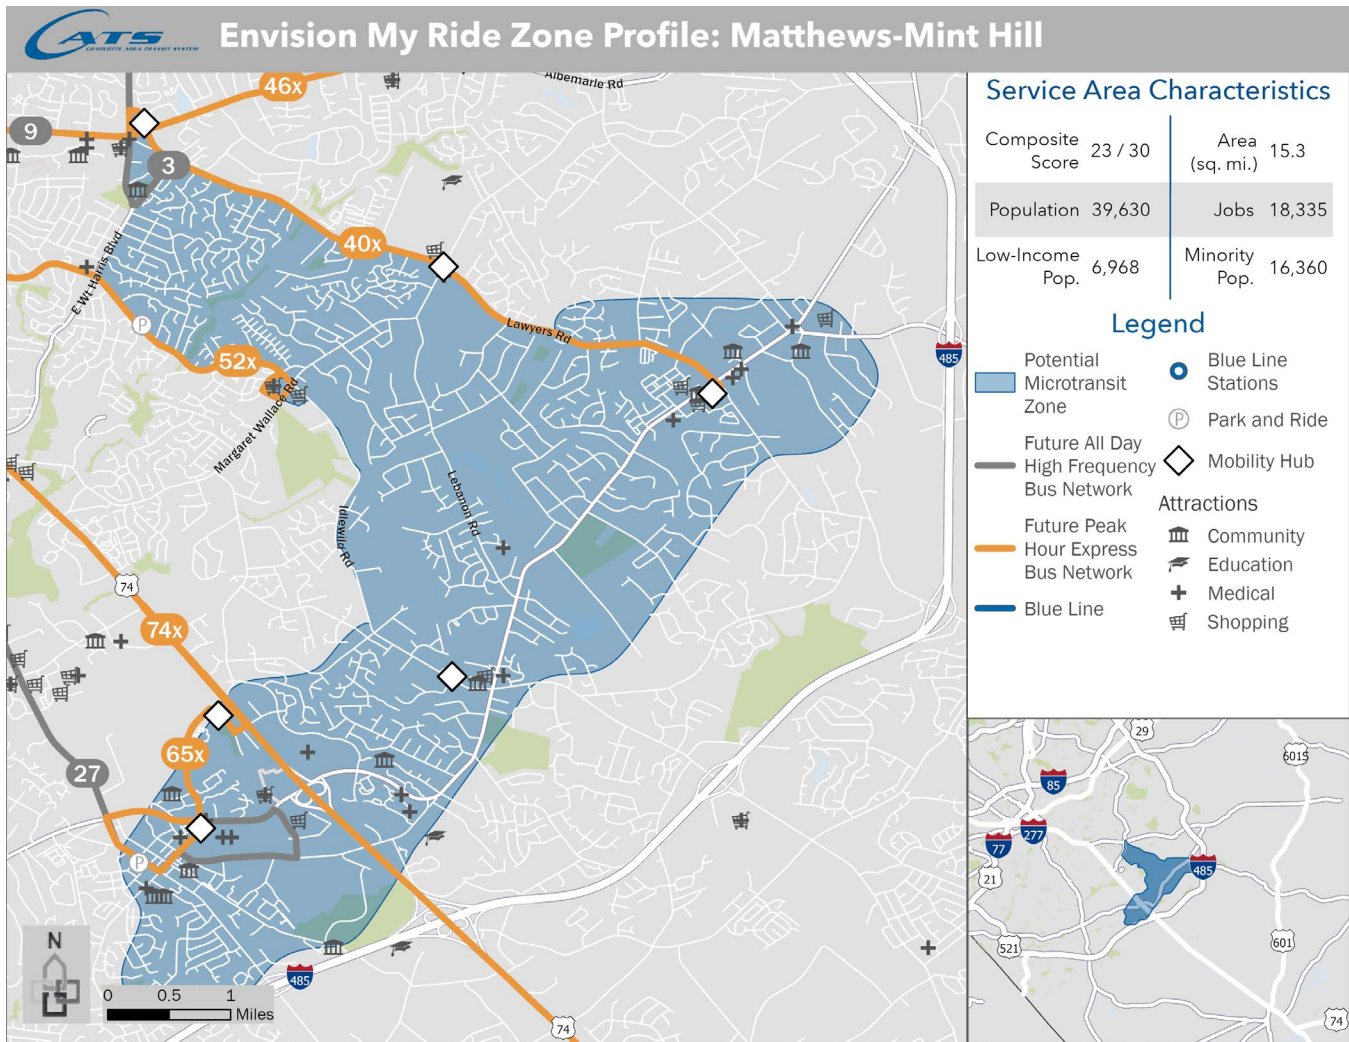 CATS
CHARLOTTE AREA TRANSIT SYSTEM
Envision My Ride Zone Profile: Matthews-Mint Hill
46x
Albemarle Rd
9
3
40x
E Wt Harris Blvd
P
52x
Lawyers Rd
485
Margaret Wallace Rd
Lebanon Rd
Idlewild Rd
74
74x
65x
27
P
485
74
N
0 0.5 1
Miles
Service Area Characteristics
Composite Score 23 / 30
Area (sq. mi.) 15.3
Population 39,630
Jobs 18,335
Low-Income Pop. 6,968
Minority Pop. 16,360
Legend
Potential
Microtransit
Zone
Future All Day
High Frequency
Bus Network
Future Peak
Hour Express
Bus Network
Blue Line
Blue Line
Stations
P Park and Ride
Mobility Hub
Attractions
Community
Education
Medical
Shopping
29
6015
85
277
77
21
485
521
601
74